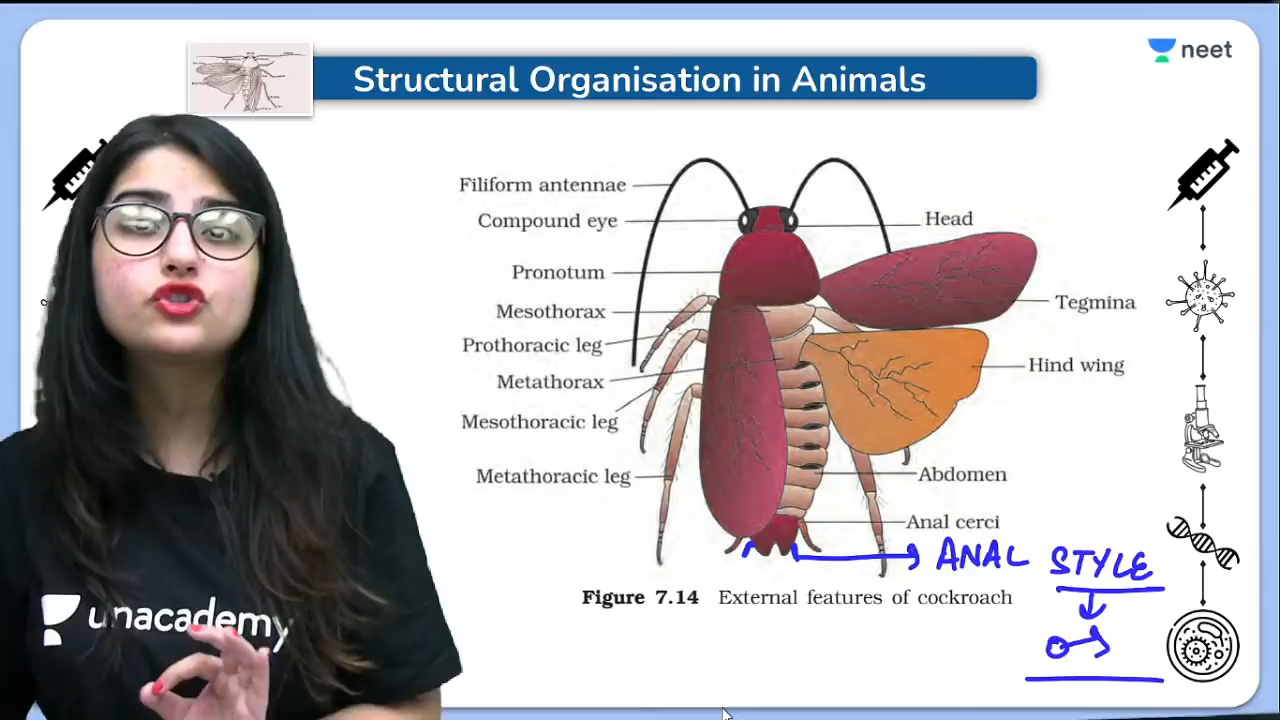 neet
Structural Organisation in Animals
Filiform antennae
Compound eye
Head
Pronotum
Tegmina
Mesothorax
Prothoracic leg
Hind wing
Metathorax
Mesothoracic leg
Abdomen
Metathoracic leg
Anal cerci
ANAL STYLE
Figure 7.14 External features of cockroach
unacademy